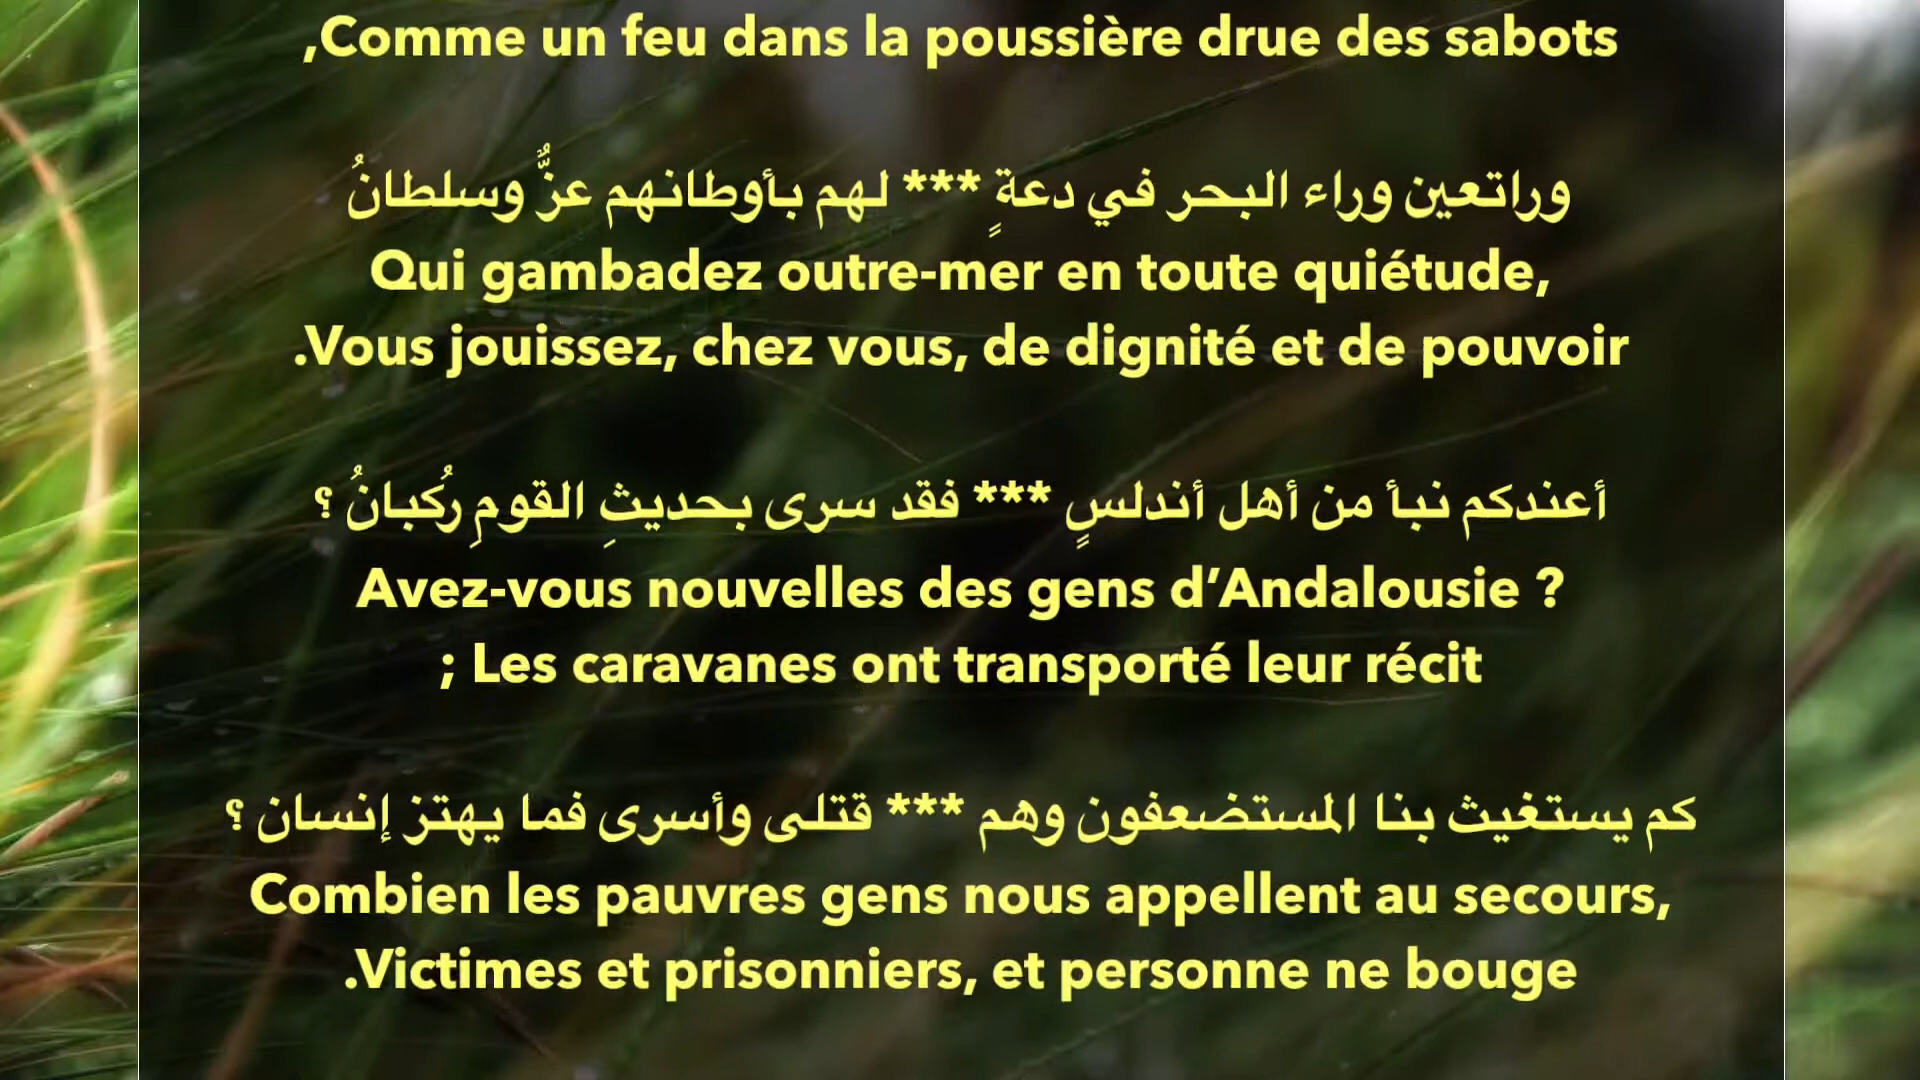 ,Comme un feu dans la poussière drue des sabots
وراتعين وراء البحر في دعةٍ *** لهم بأوطانهم عزٌّ وسلطانُ
Qui gambadez outre-mer en toute quiétude,
.Vous jouissez, chez vous, de dignité et de pouvoir
أعندكم نبأ من أهل أندلسٍ *** فقد سرى بحديثِ القومِ رُكبانُ ؟
Avez-vous nouvelles des gens d’Andalousie ?
; Les caravanes ont transporté leur récit
كم يستغيث بنا المستضعفون وهم *** قتلى وأسرى فما يهتز إنسان ؟
Combien les pauvres gens nous appellent au secours,
.Victimes et prisonniers, et personne ne bouge